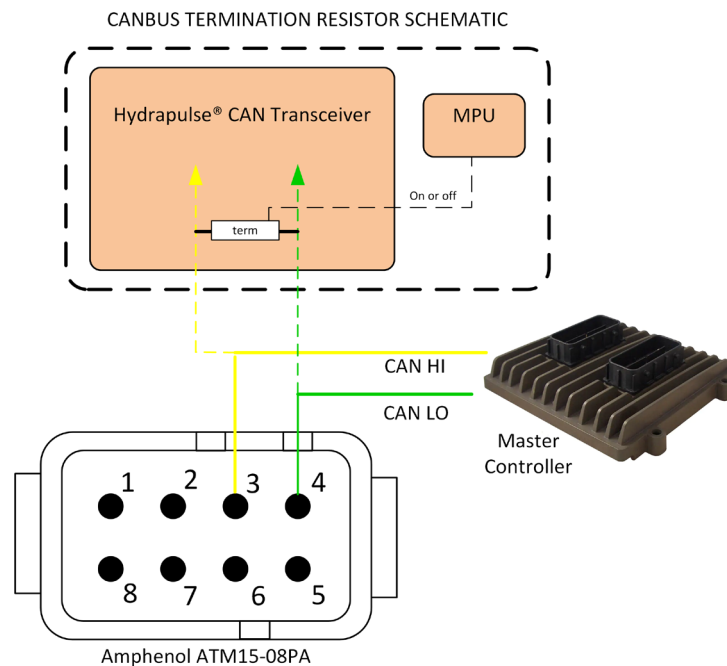 CANBUS TERMINATION RESISTOR SCHEMATIC
Hydrapulse® CAN Transceiver
MPU
On or off
term
CAN HI
CAN LO
Master
Controller
1 2 3 4
8 7 6 5
Amphenol ATM15-08PA